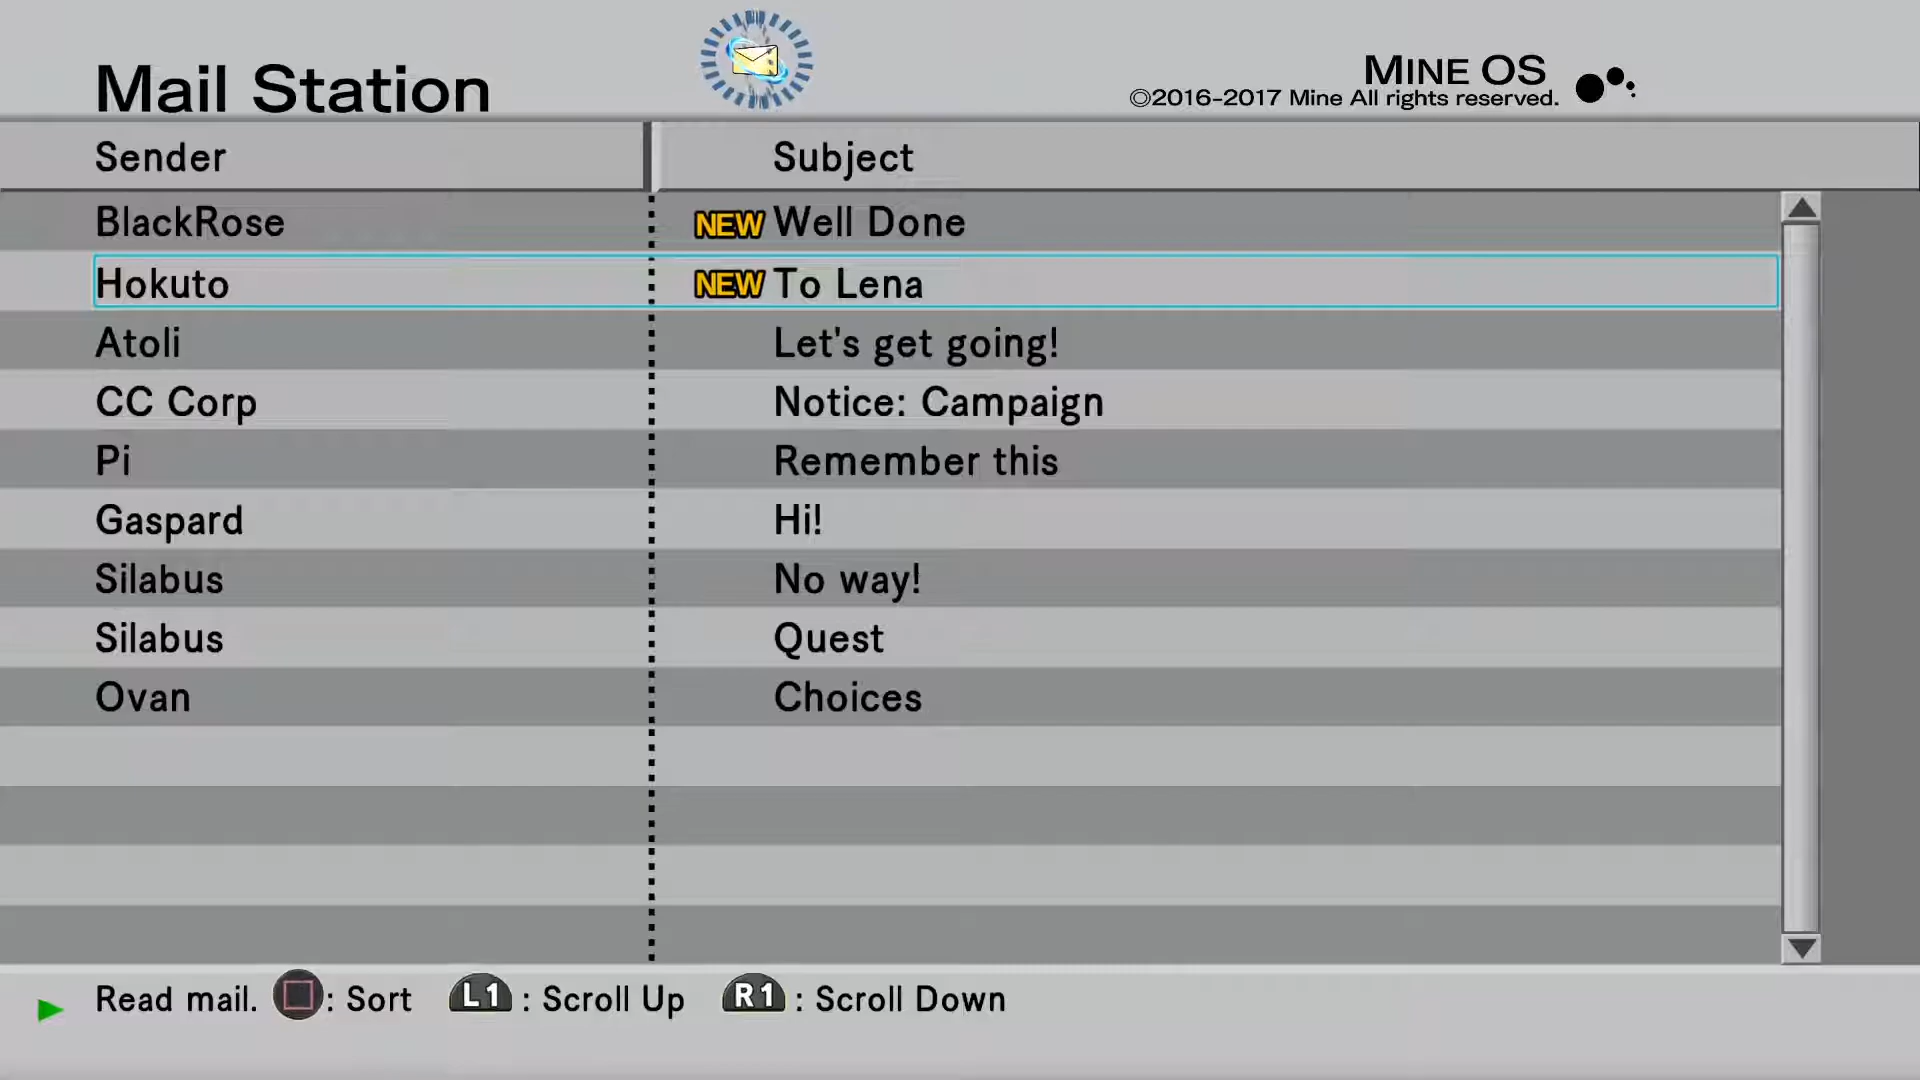 Mail Station
MINE OS
©2016-2017 Mine All rights reserved.
Sender Subject
BlackRose NEW Well Done
Hokuto NEW To Lena
Atoli Let's get going!
CC Corp Notice: Campaign
Pi Remember this
Gaspard Hi!
Silabus No way!
Silabus Quest
Ovan Choices
Read mail. : Sort L1 : Scroll Up R1 : Scroll Down